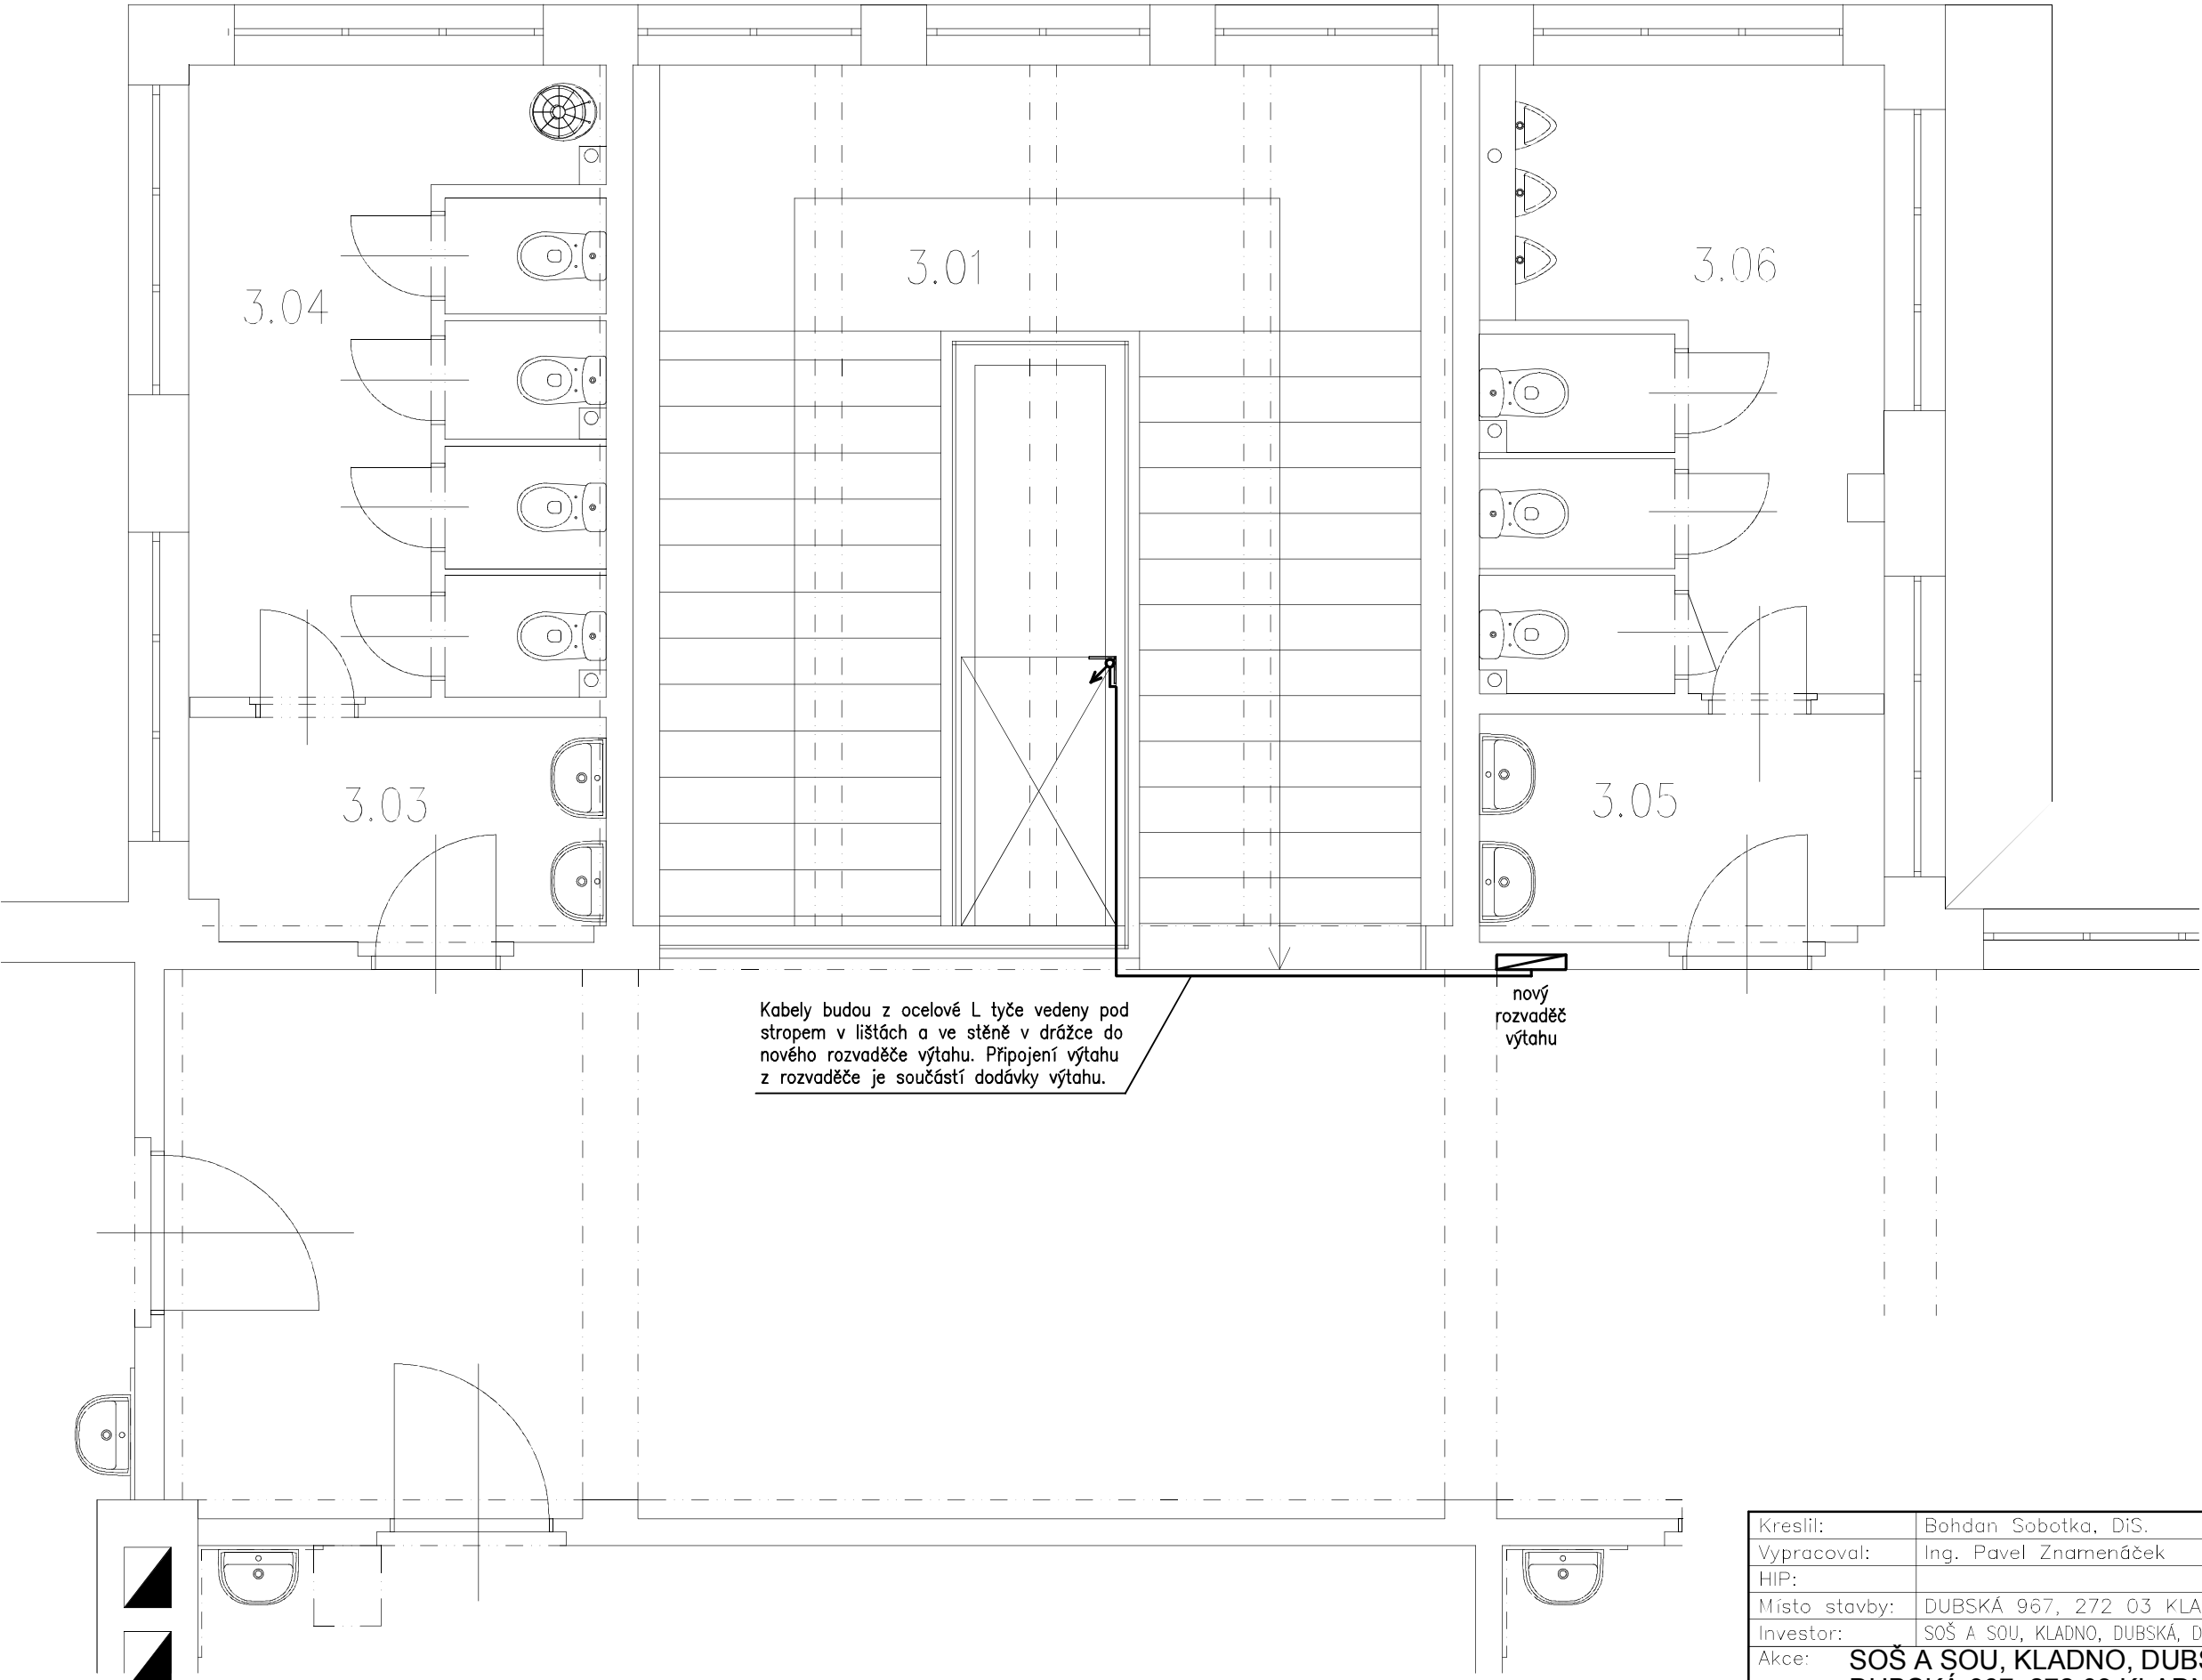 3.01
3.06
3.04
3.03
3.05
Kabely budou z ocelové L tyče vedeny pod
stropem v lištách a ve stěně v drážce do
nového rozvaděče výtahu. Připojení výtahu
z rozvaděče je součástí dodávky výtahu.
nový
rozvaděč
výtahu
Kreslil: Bohdan Sobotka, DiS.
Vypracoval: Ing. Pavel Znamenáček
HIP:
Místo stavby: DUBSKÁ 967, 272 03 KLA
Investor: SOŠ A SOU, KLADNO, DUBSKÁ, D
Akce: SOŠ A SOU, KLADNO, DUBS